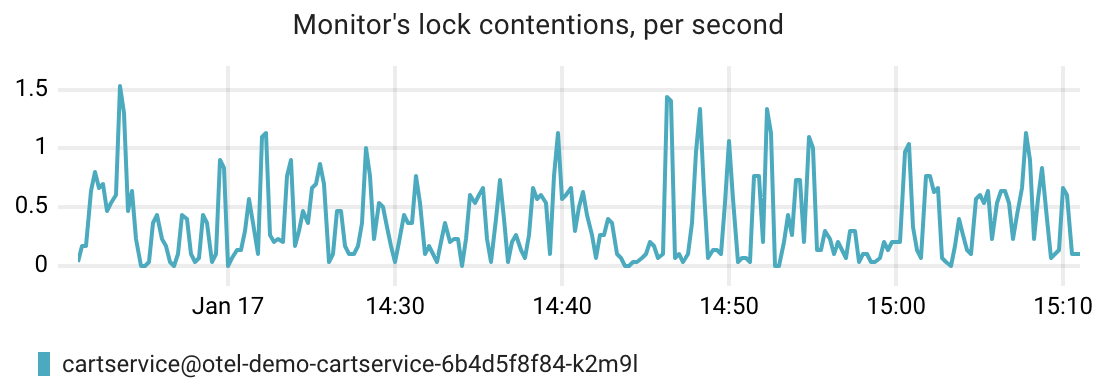 Monitor's lock contentions, per second
1.5
1
0.5
0
Jan 17 14:30 14:40 14:50 15:00 15:10
cartservice@otel-demo-cartservice-6b4d5f8f84-k2m9l